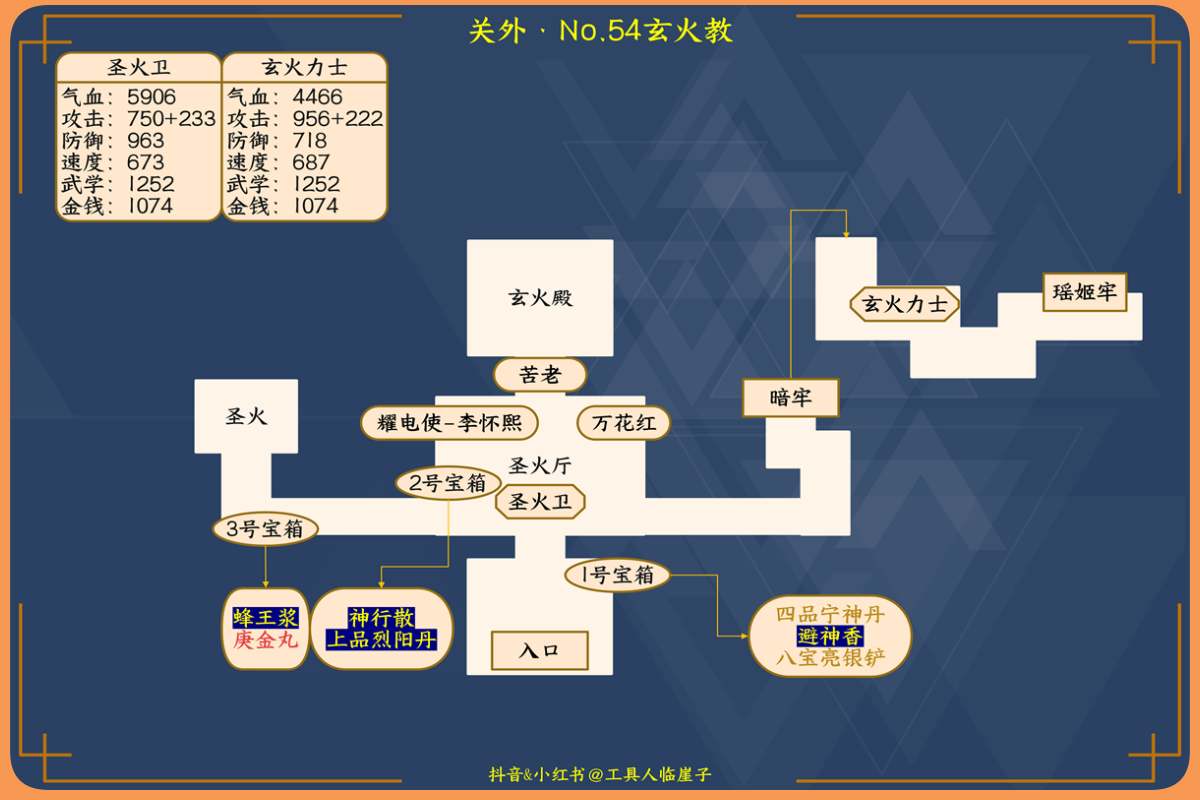 关外·No.54玄火教
圣火卫
气血：5906
攻击：750+233
防御：963
速度：673
武学：1252
金钱：1074
玄火力士
气血：4466
攻击：956+222
防御：718
速度：687
武学：1252
金钱：1074
玄火殿
苦老
耀电使-李怀熙
万花红
圣火厅
圣火卫
圣火
暗牢
玄火力士
瑶姬牢
2号宝箱
3号宝箱
1号宝箱
蜂王浆
庚金丸
神行散
上品烈阳丹
入口
四品宁神丹
避神香
八宝亮银铲
抖音&小红书@工具人临崖子